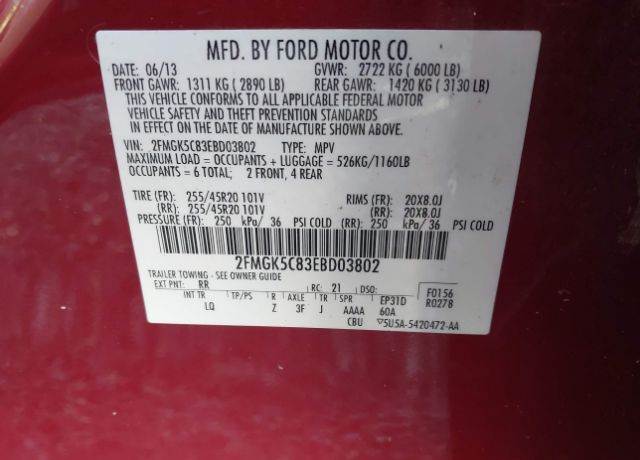 MFD. BY FORD MOTOR CO.
DATE: 06/13 GVWR: 2722 KG ( 6000 LB)
FRONT GAWR: 1311 KG ( 2890 LB) REAR GAWR: 1420 KG ( 3130 LB)
THIS VEHICLE CONFORMS TO ALL APPLICABLE FEDERAL MOTOR
VEHICLE SAFETY AND THEFT PREVENTION STANDARDS
IN EFFECT ON THE DATE OF MANUFACTURE SHOWN ABOVE.
VIN: 2FMGK5C83EBD03802 TYPE: MPV
MAXIMUM LOAD = OCCUPANTS + LUGGAGE = 526KG/1160LB
OCCUPANTS = 6 TOTAL; 2 FRONT, 4 REAR
TIRE (FR): 255/45R20 101V RIMS (FR): 20X8.0J
(RR): 255/45R20 101V (RR): 20X8.0J
PRESSURE (FR): 250 kPa/ 36 PSI COLD (RR): 250 kPa/ 36 PSI COLD
2FMGK5C83EBD03802
TRAILER TOWING - SEE OWNER GUIDE
EXT PNT: RR RC: 21 DSO: F0156
INT TR TP/PS R AXLE TR SPR EP31D R0278
LQ Z 3F J AAAA 60A
CBU ▽5U5A-5420472-AA